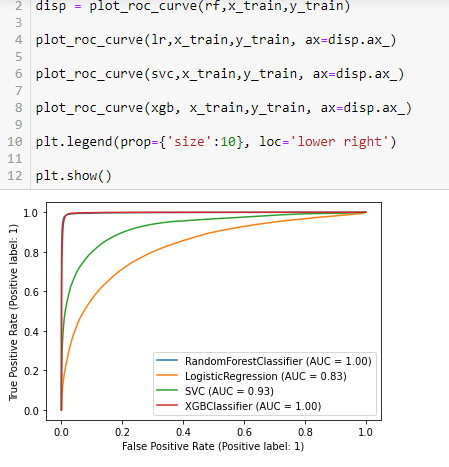 2 disp = plot_roc_curve(rf,x_train,y_train)
3
4 plot_roc_curve(lr,x_train,y_train, ax=disp.ax_)
5
6 plot_roc_curve(svc,x_train,y_train, ax=disp.ax_)
7
8 plot_roc_curve(xgb, x_train,y_train, ax=disp.ax_)
9
10 plt.legend(prop={'size':10}, loc='lower right')
11
12 plt.show()
1.0
0.8
0.6
0.4
0.2
0.0
True Positive Rate (Positive label: 1)
RandomForestClassifier (AUC = 1.00)
LogisticRegression (AUC = 0.83)
SVC (AUC = 0.93)
XGBClassifier (AUC = 1.00)
0.0 0.2 0.4 0.6 0.8 1.0
False Positive Rate (Positive label: 1)